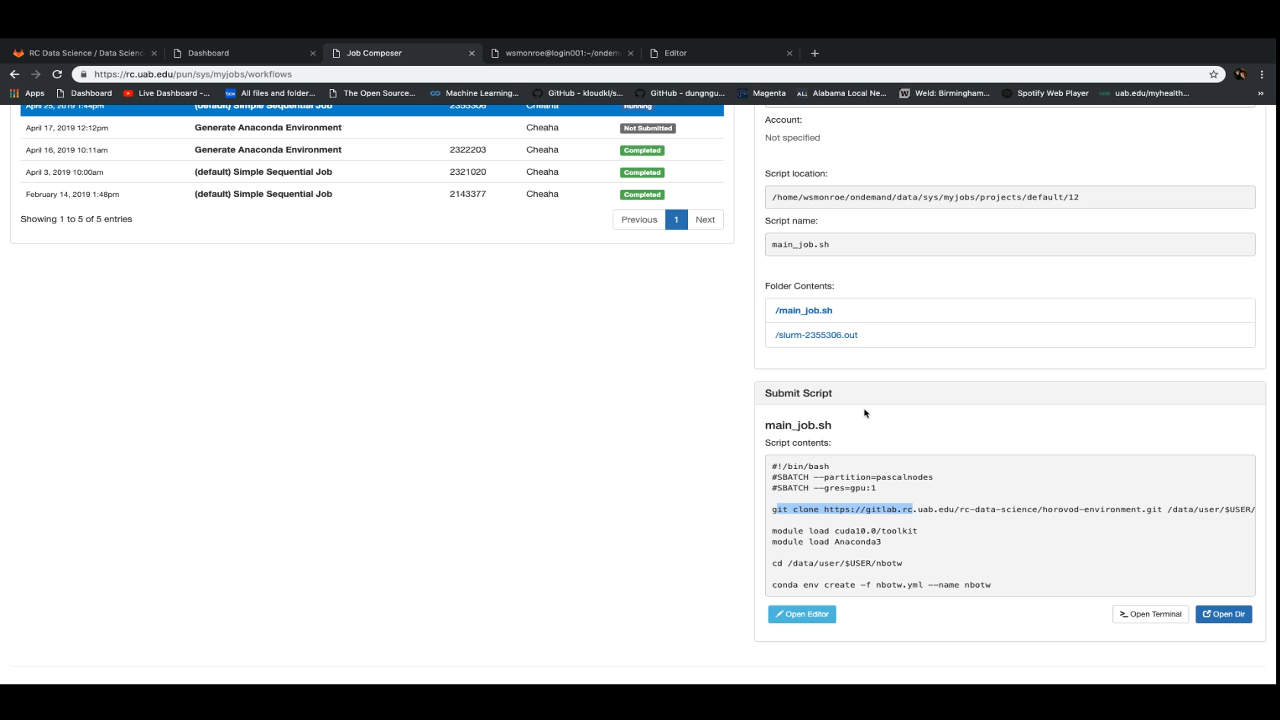 RC Data Science / Data Scienc
Dashboard
Job Composer
wsmonroe@login001:~/ondem
Editor
https://rc.uab.edu/pun/sys/myjobs/workflows
Apps
Dashboard
Live Dashboard -...
All files and folder...
The Open Source...
Machine Learning...
GitHub - kloudkl/s...
GitHub - dungngu...
Magenta
Alabama Local Ne...
Weld: Birmingham...
Spotify Web Player
uab.edu/myhealth...
»
April 25, 2019 1:44pm (default) Simple Sequential Job 2355306 Cheaha Running
April 17, 2019 12:12pm Generate Anaconda Environment Cheaha Not Submitted
April 16, 2019 10:11am Generate Anaconda Environment 2322203 Cheaha Completed
April 3, 2019 10:00am (default) Simple Sequential Job 2321020 Cheaha Completed
February 14, 2019 1:48pm (default) Simple Sequential Job 2143377 Cheaha Completed
Showing 1 to 5 of 5 entries
Previous 1 Next
Account:
Not specified
Script location:
/home/wsmonroe/ondemand/data/sys/myjobs/projects/default/12
Script name:
main_job.sh
Folder Contents:
/main_job.sh
/slurm-2355306.out
Submit Script
main_job.sh
Script contents:
#!/bin/bash
#SBATCH --partition=pascalnodes
#SBATCH --gres=gpu:1
git clone https://gitlab.rc.uab.edu/rc-data-science/horovod-environment.git /data/user/$USER/
module load cuda10.0/toolkit
module load Anaconda3
cd /data/user/$USER/nbotw
conda env create -f nbotw.yml --name nbotw
Open Editor
>_ Open Terminal
Open Dir